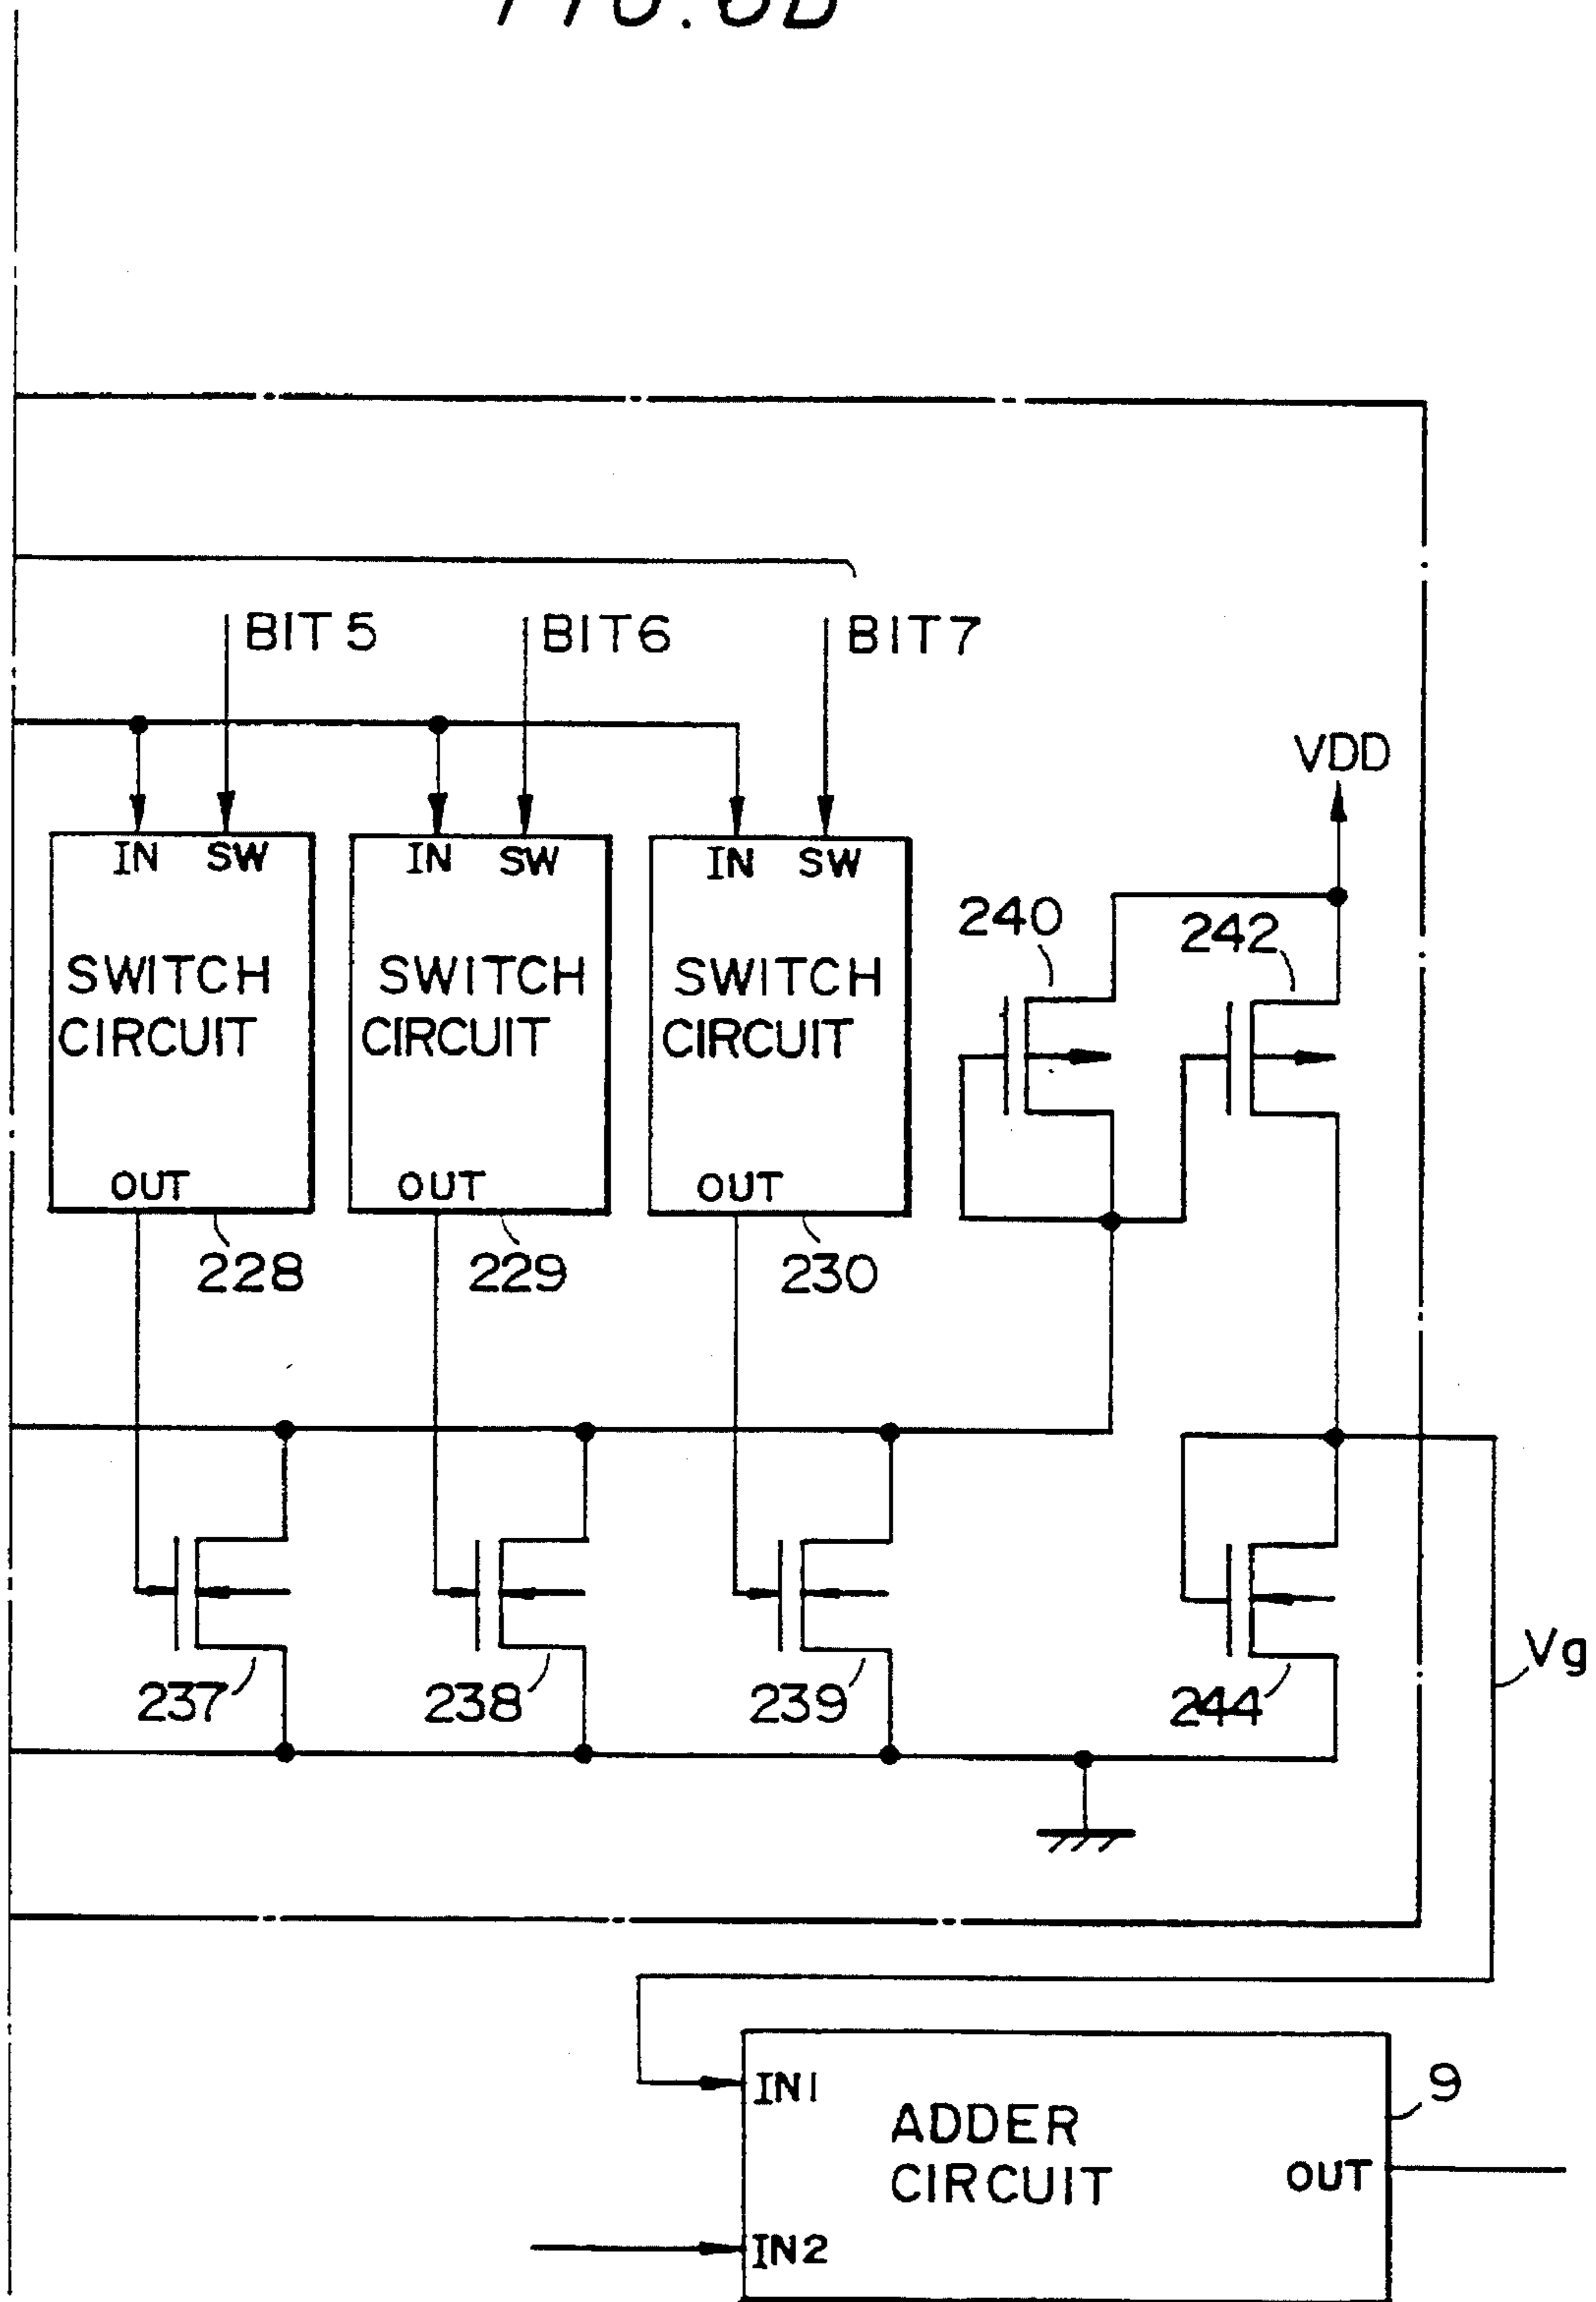 BIT5 BIT6 BIT7
VDD
IN SW IN SW IN SW
240 242
SWITCH CIRCUIT
SWITCH CIRCUIT
SWITCH CIRCUIT
OUT OUT OUT
228 229 230
237 238 239 244
Vg
IN1
ADDER
CIRCUIT
9
OUT
IN2